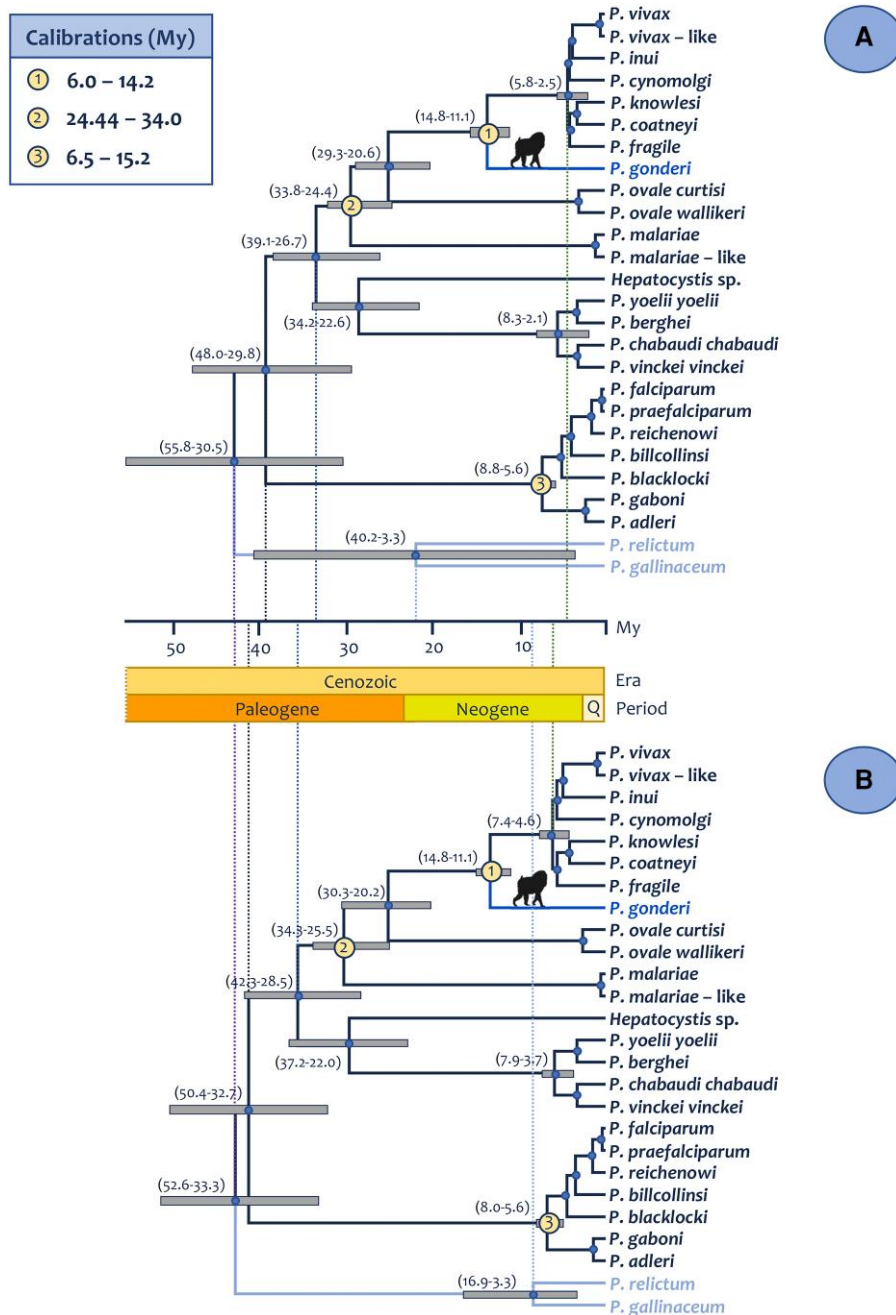 Calibrations (My)
1 6.0 – 14.2
2 24.44 – 34.0
3 6.5 – 15.2
A
P. vivax
P. vivax – like
P. inui
(5.8-2.5)
P. cynomolgi
P. knowlesi
(14.8-11.1)
P. coatneyi
1
P. fragile
(29.3-20.6)
P. gonderi
(33.8-24.4)
P. ovale curtisi
2
P. ovale wallikeri
P. malariae
(39.1-26.7)
P. malariae – like
Hepatocystis sp.
P. yoelii yoelii
(34.2-22.6)
(8.3-2.1)
P. berghei
P. chabaudi chabaudi
(48.0-29.8)
P. vinckei vinckei
P. falciparum
P. praefalciparum
P. reichenowi
(55.8-30.5)
P. billcollinsi
(8.8-5.6)
P. blacklocki
3
P. gaboni
P. adleri
(40.2-3.3)
P. relictum
P. gallinaceum
My
50 40 30 20 10
Cenozoic Era
Paleogene Neogene Q Period
B
P. vivax
P. vivax – like
P. inui
(7.4-4.6)
P. cynomolgi
P. knowlesi
(14.8-11.1)
P. coatneyi
1
P. fragile
(30.3-20.2)
P. gonderi
(34.3-25.5)
P. ovale curtisi
2
P. ovale wallikeri
P. malariae
(42.3-28.5)
P. malariae – like
Hepatocystis sp.
P. yoelii yoelii
(37.2-22.0)
(7.9-3.7)
P. berghei
P. chabaudi chabaudi
(50.4-32.7)
P. vinckei vinckei
P. falciparum
P. praefalciparum
P. reichenowi
(52.6-33.3)
P. billcollinsi
(8.0-5.6)
P. blacklocki
3
P. gaboni
P. adleri
(16.9-3.3)
P. relictum
P. gallinaceum